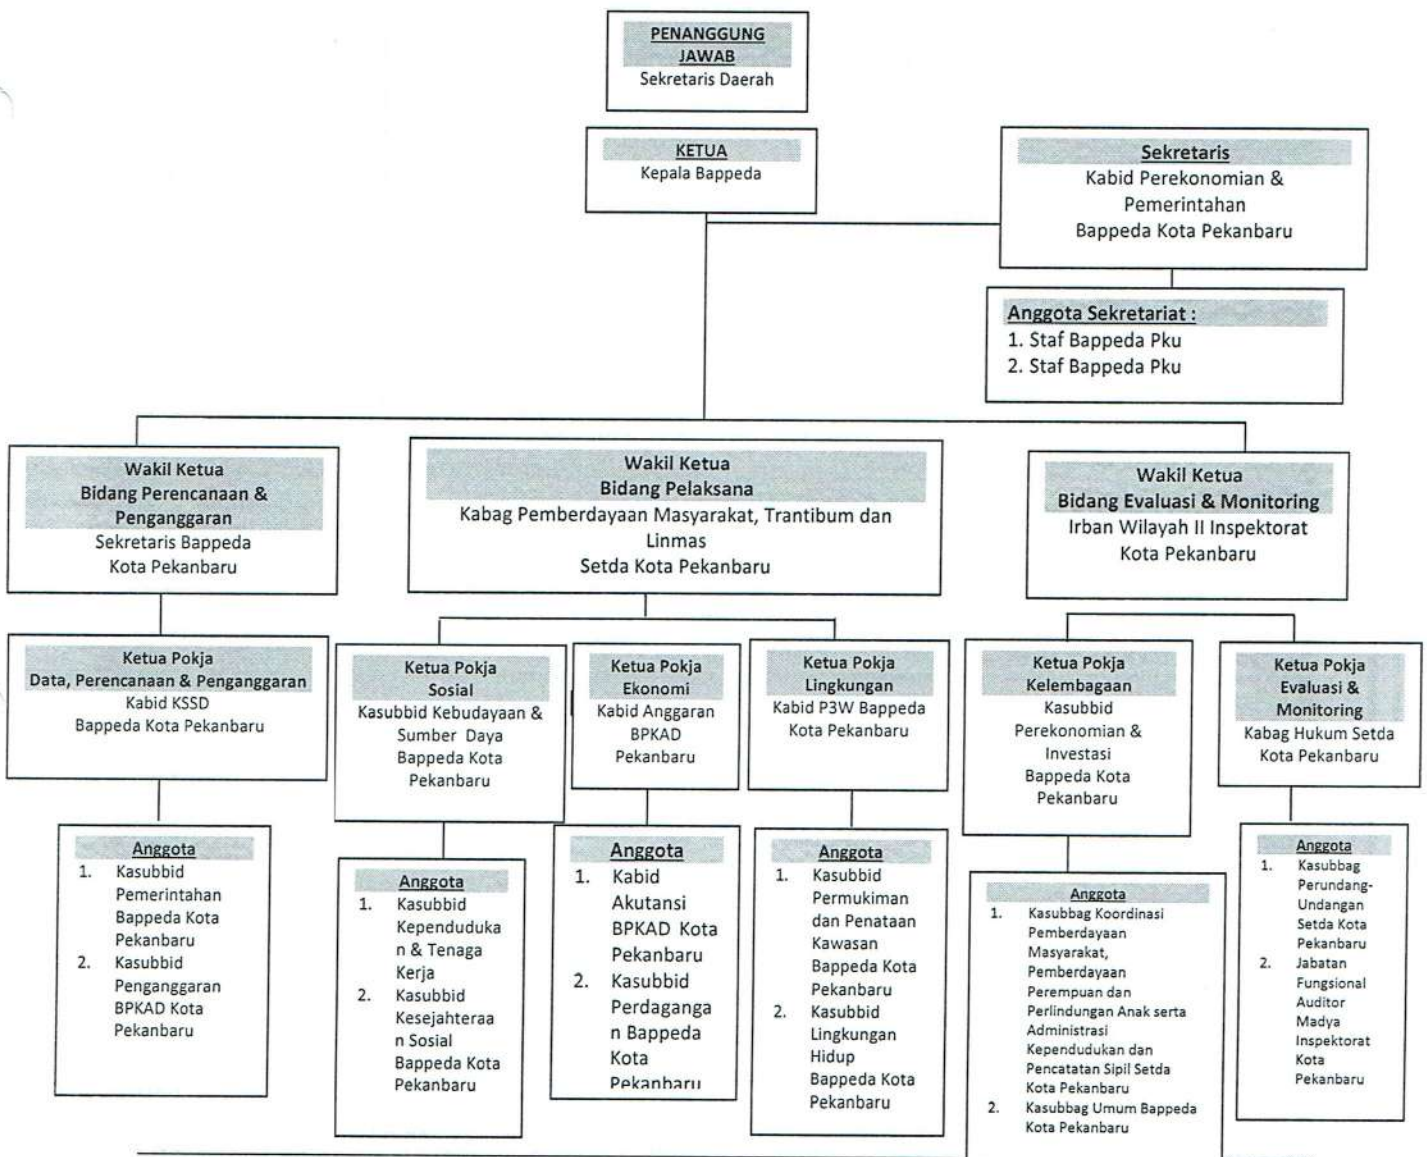 PENANGGUNG
JAWAB
Sekretaris Daerah
KETUA
Kepala Bappeda
Sekretaris
Kabid Perekonomian &
Pemerintahan
Bappeda Kota Pekanbaru
Anggota Sekretariat :
1. Staf Bappeda Pku
2. Staf Bappeda Pku
Wakil Ketua
Bidang Perencanaan &
Penganggaran
Sekretaris Bappeda
Kota Pekanbaru
Wakil Ketua
Bidang Pelaksana
Kabag Pemberdayaan Masyarakat, Trantibum dan
Linmas
Setda Kota Pekanbaru
Wakil Ketua
Bidang Evaluasi & Monitoring
Irban Wilayah II Inspektorat
Kota Pekanbaru
Ketua Pokja
Data, Perencanaan & Penganggaran
Kabid KSSD
Bappeda Kota Pekanbaru
Ketua Pokja
Sosial
Kasubbid Kebudayaan &
Sumber Daya
Bappeda Kota
Pekanbaru
Ketua Pokja
Ekonomi
Kabid Anggaran
BPKAD
Pekanbaru
Ketua Pokja
Lingkungan
Kabid P3W Bappeda
Kota Pekanbaru
Ketua Pokja
Kelembagaan
Kasubbid
Perekonomian &
Investasi
Bappeda Kota
Pekanbaru
Ketua Pokja
Evaluasi &
Monitoring
Kabag Hukum Setda
Kota Pekanbaru
Anggota
1. Kasubbid
Pemerintahan
Bappeda Kota
Pekanbaru
2. Kasubbid
Penganggaran
BPKAD Kota
Pekanbaru
Anggota
1. Kasubbid
Kependuduka
n & Tenaga
Kerja
2. Kasubbid
Kesejahteraa
n Sosial
Bappeda Kota
Pekanbaru
Anggota
1. Kabid
Akutansi
BPKAD Kota
Pekanbaru
2. Kasubbid
Perdaganga
n Bappeda
Kota
Pekanbaru
Anggota
1. Kasubbid
Permukiman
dan Penataan
Kawasan
Bappeda Kota
Pekanbaru
2. Kasubbid
Lingkungan
Hidup
Bappeda Kota
Pekanbaru
Anggota
1. Kasubbag Koordinasi
Pemberdayaan
Masyarakat,
Pemberdayaan
Perempuan dan
Perlindungan Anak serta
Administrasi
Kependudukan dan
Pencatatan Sipil Setda
Kota Pekanbaru
2. Kasubbag Umum Bappeda
Kota Pekanbaru
Anggota
1. Kasubbag
Perundang-
Undangan
Setda Kota
Pekanbaru
2. Jabatan
Fungsional
Auditor
Madya
Inspektorat
Kota
Pekanbaru